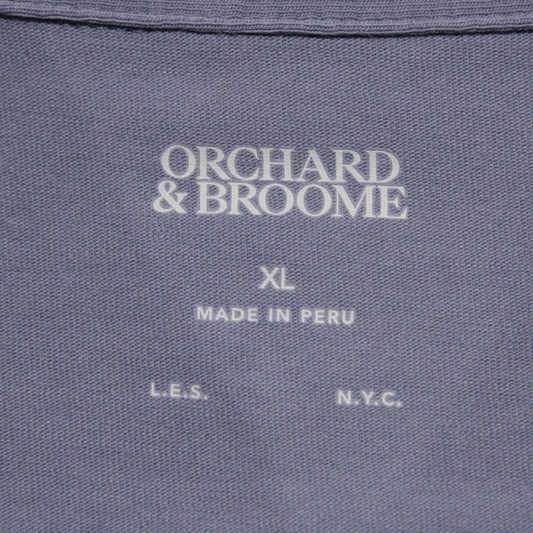 ORCHARD
& BROOME
XL
MADE IN PERU
L.E.S. N.Y.C.